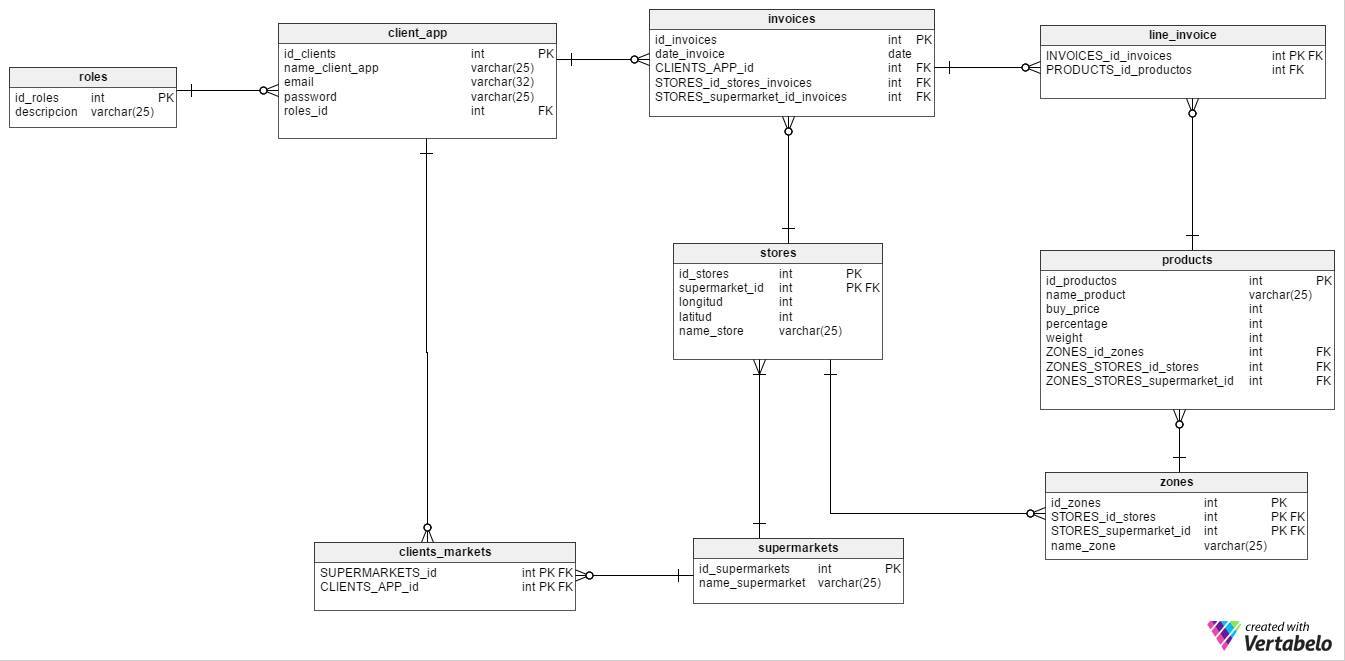 roles
id_roles int PK
descripcion varchar(25)
client_app
id_clients int PK
name_client_app varchar(25)
email varchar(32)
password varchar(25)
roles_id int FK
invoices
id_invoices int PK
date_invoice date
CLIENTS_APP_id int FK
STORES_id_stores_invoices int FK
STORES_supermarket_id_invoices int FK
line_invoice
INVOICES_id_invoices int PK FK
PRODUCTS_id_productos int FK
stores
id_stores int PK
supermarket_id int PK FK
longitud int
latitud int
name_store varchar(25)
products
id_productos int PK
name_product varchar(25)
buy_price int
percentage int
weight int
ZONES_id_zones int FK
ZONES_STORES_id_stores int FK
ZONES_STORES_supermarket_id int FK
zones
id_zones int PK
STORES_id_stores int PK FK
STORES_supermarket_id int PK FK
name_zone varchar(25)
clients_markets
SUPERMARKETS_id int PK FK
CLIENTS_APP_id int PK FK
supermarkets
id_supermarkets int PK
name_supermarket varchar(25)
created with
Vertabelo